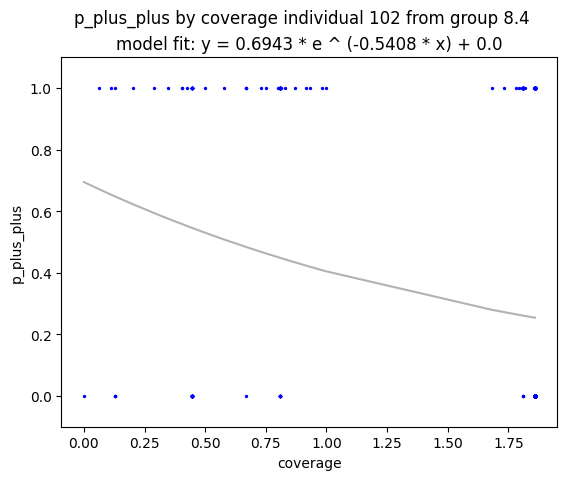 p_plus_plus by coverage individual 102 from group 8.4
model fit: y = 0.6943 * e ^ (-0.5408 * x) + 0.0
1.0
0.8
0.6
0.4
0.2
0.0
p_plus_plus
0.00 0.25 0.50 0.75 1.00 1.25 1.50 1.75
coverage